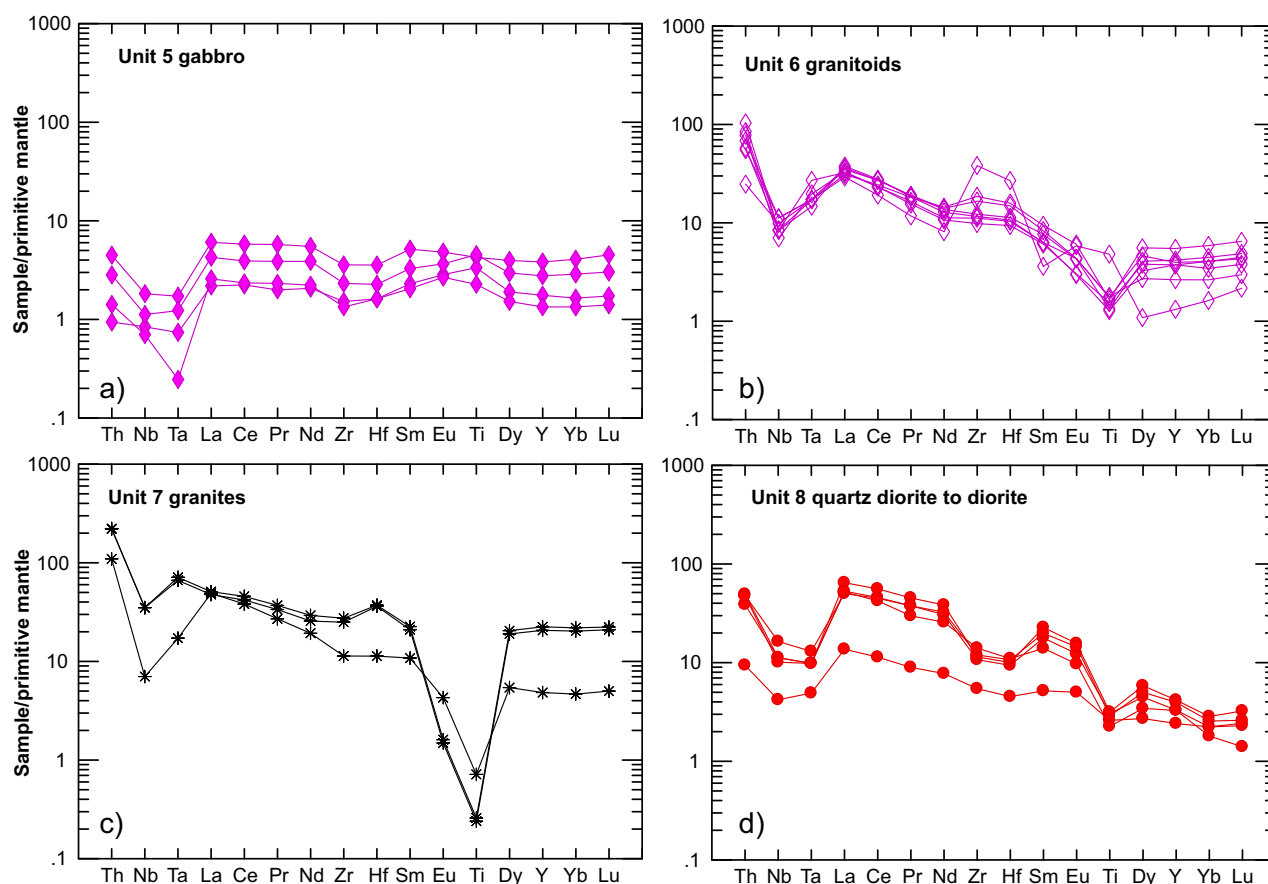 Unit 5 gabbro
1000
100
10
1
.1
Sample/primitive mantle
a)
Th Nb Ta La Ce Pr Nd Zr Hf Sm Eu Ti Dy Y Yb Lu
Unit 6 granitoids
1000
100
10
1
.1
b)
Th Nb Ta La Ce Pr Nd Zr Hf Sm Eu Ti Dy Y Yb Lu
Unit 7 granites
1000
100
10
1
.1
Sample/primitive mantle
c)
Th Nb Ta La Ce Pr Nd Zr Hf Sm Eu Ti Dy Y Yb Lu
Unit 8 quartz diorite to diorite
1000
100
10
1
.1
d)
Th Nb Ta La Ce Pr Nd Zr Hf Sm Eu Ti Dy Y Yb Lu